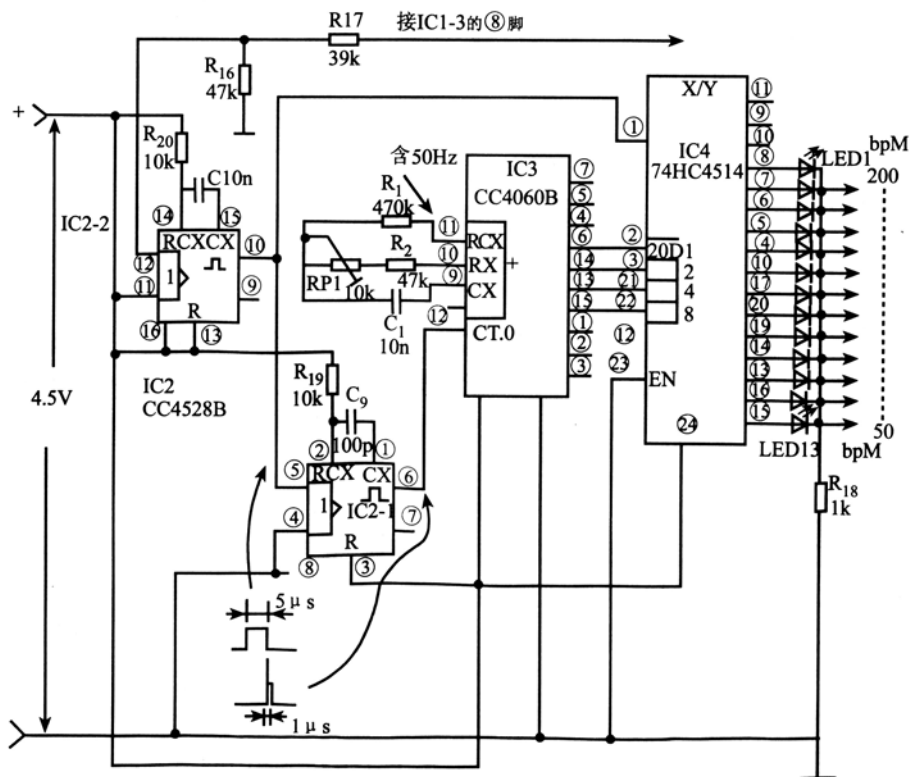 R17
接IC1-3的⑧脚
39k
R16
47k
+
R20
10k
C10n
IC2-2
⑭
⑮
RCX CX
⑩
⑫
1
⑪
⑨
R
⑯
⑬
IC2
CC4528B
4.5V
含50Hz
R1
470k
⑪
RCX
R2
⑩
RX
+
RP1
10k
47k
⑨
CX
C1
10n
⑫
CT.0
IC3
CC4060B
⑦
⑤
④
⑥
⑭
⑬
⑮
①
②
③
X/Y
①
IC4
74HC4514
②
③
20D1
㉑
2
㉒
4
8
⑫
㉓
EN
㉔
⑪
⑨
⑩
⑧
⑦
⑥
⑤
④
⑩
⑰
⑳
⑲
⑭
⑬
⑯
⑮
LED1
bpM
200
50
bpM
LED13
R18
1k
R19
10k
C9
100p
②
①
⑤
RCX
CX
⑥
④
1
IC2-1
⑦
R
⑧
③
5μs
1μs